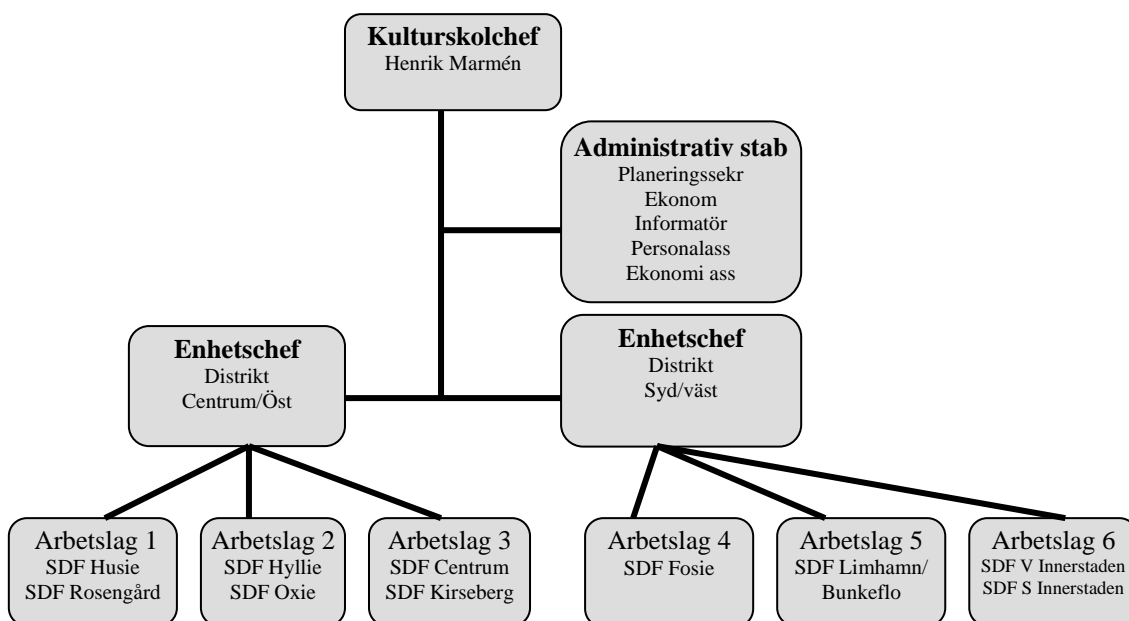 Kulturskolchef
Henrik Marmén
Administrativ stab
Planeringssekr
Ekonom
Informatör
Personalass
Ekonomi ass
Enhetschef
Distrikt
Centrum/Öst
Enhetschef
Distrikt
Syd/väst
Arbetslag 1
SDF Husie
SDF Rosengård
Arbetslag 2
SDF Hyllie
SDF Oxie
Arbetslag 3
SDF Centrum
SDF Kirseberg
Arbetslag 4
SDF Fosie
Arbetslag 5
SDF Limhamn/
Bunkeflo
Arbetslag 6
SDF V Innerstaden
SDF S Innerstaden